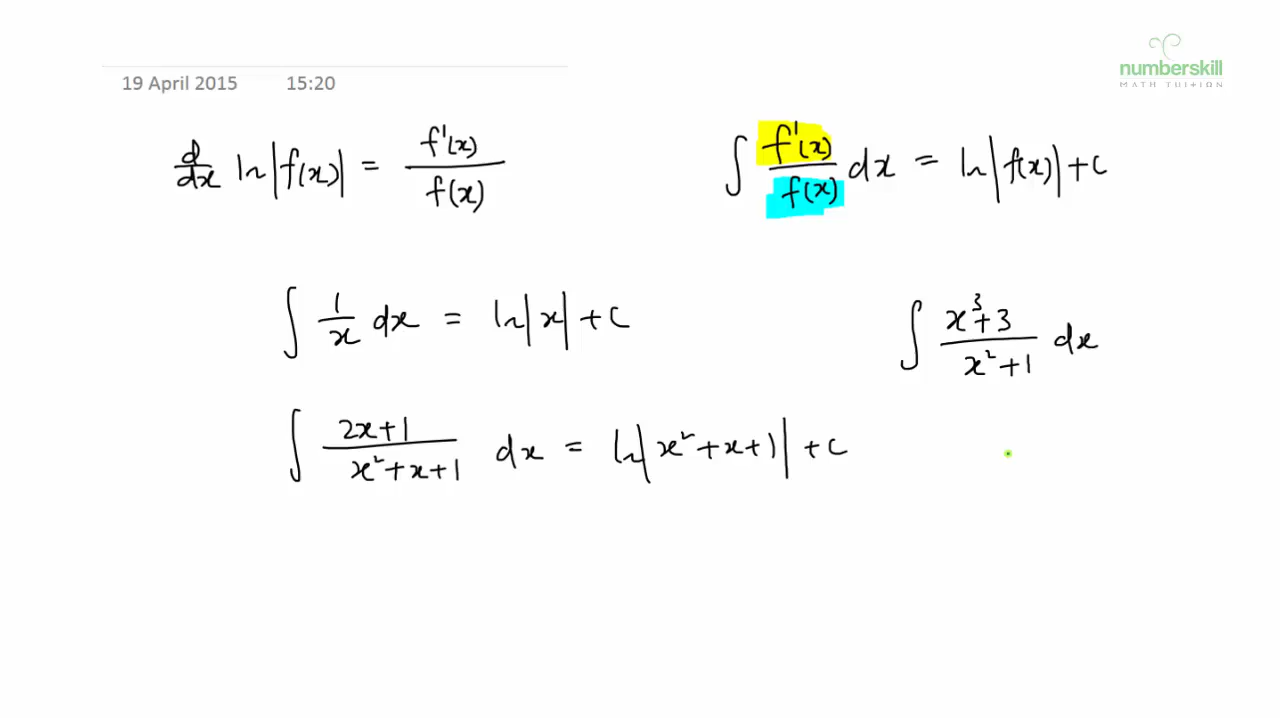 numberskill
MATH TUITION
19 April 2015 15:20
d/dx ln|f(x)| = f'(x)/f(x)
∫ f'(x)/f(x) dx = ln|f(x)| + c
∫ 1/x dx = ln|x| + c
∫ (x³+3)/(x²+1) dx
∫ (2x+1)/(x²+x+1) dx = ln|x²+x+1| + c